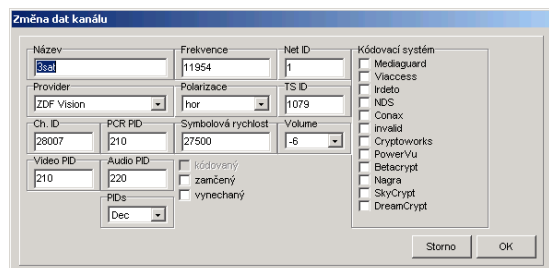 Změna dat kanálu
Název
3sat
Frekvence
11954
Net ID
1
Provider
ZDF Vision
Polarizace
hor
TS ID
1079
Ch. ID
28007
PCR PID
210
Symbolová rychlost
27500
Volume
-6
Video PID
210
Audio PID
220
kódovaný
zamčený
vynechaný
PIDs
Dec
Kódovací systém
Mediaguard
Viaccess
Irdeto
NDS
Conax
invalid
Cryptoworks
PowerVu
Betacrypt
Nagra
SkyCrypt
DreamCrypt
Storno
OK